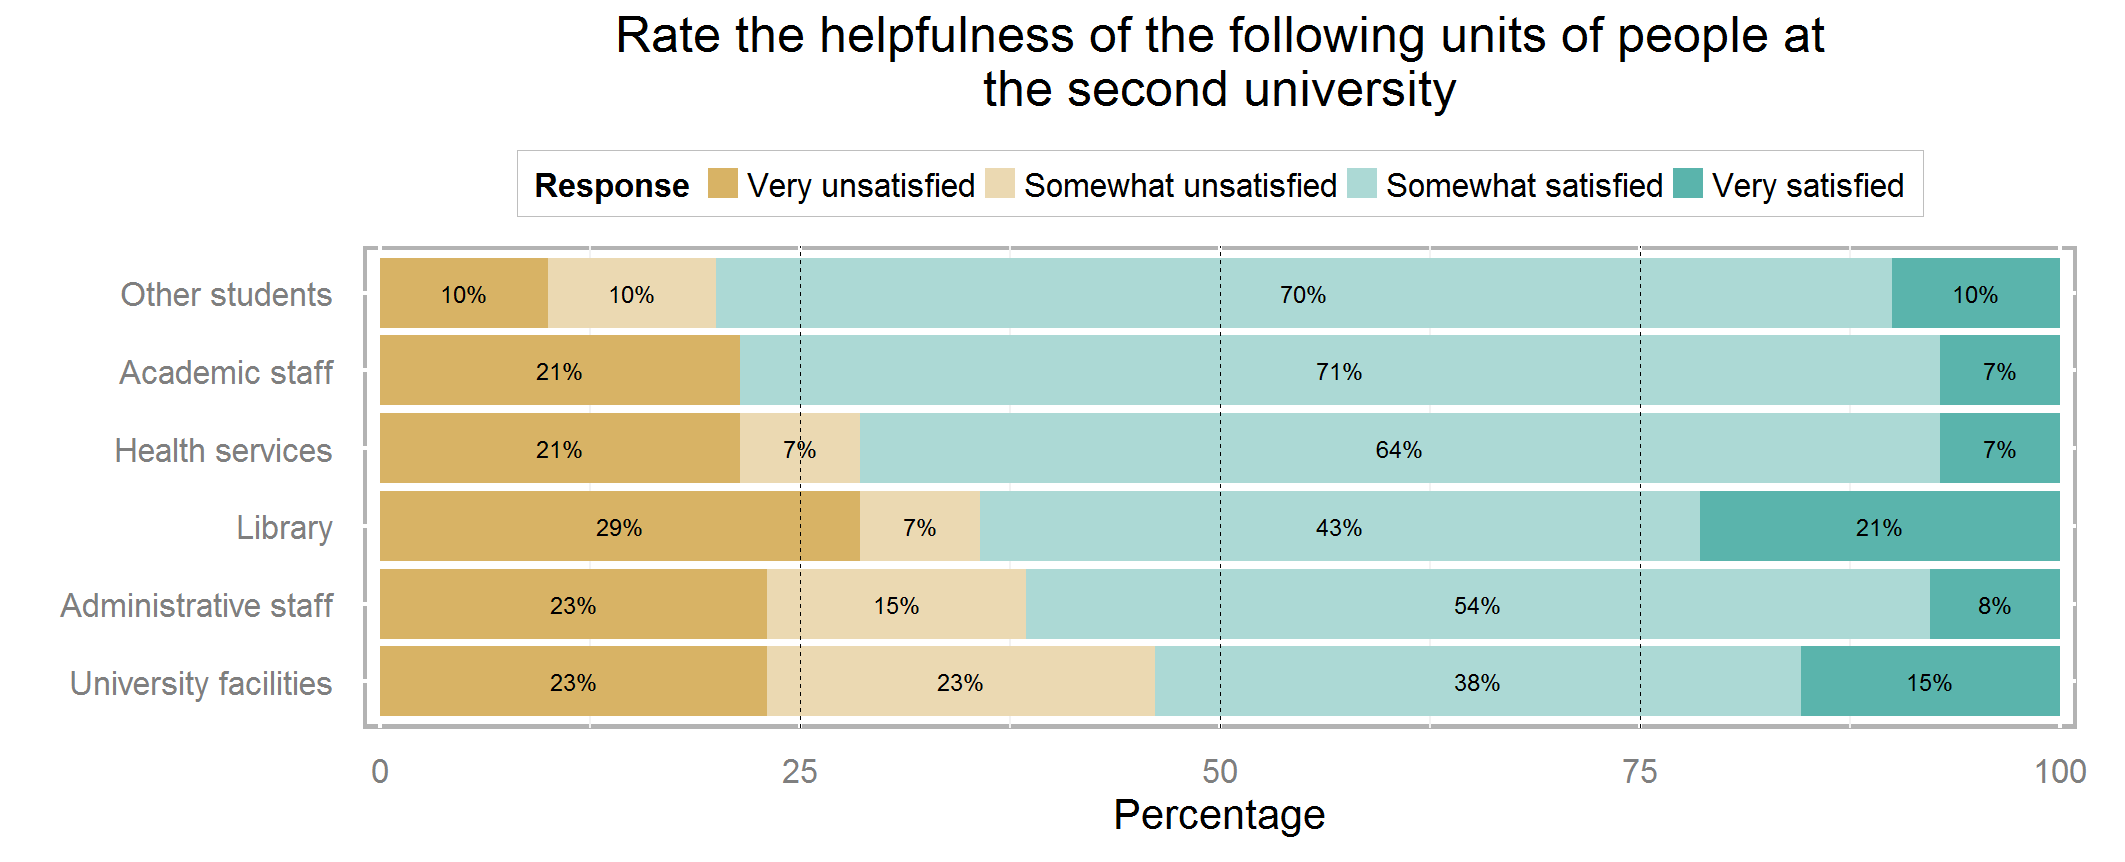 Rate the helpfulness of the following units of people at
the second university
Response Very unsatisfied Somewhat unsatisfied Somewhat satisfied Very satisfied
Other students 10% 10% 70% 10%
Academic staff 21% 71% 7%
Health services 21% 7% 64% 7%
Library 29% 7% 43% 21%
Administrative staff 23% 15% 54% 8%
University facilities 23% 23% 38% 15%
0 25 50 75 100
Percentage